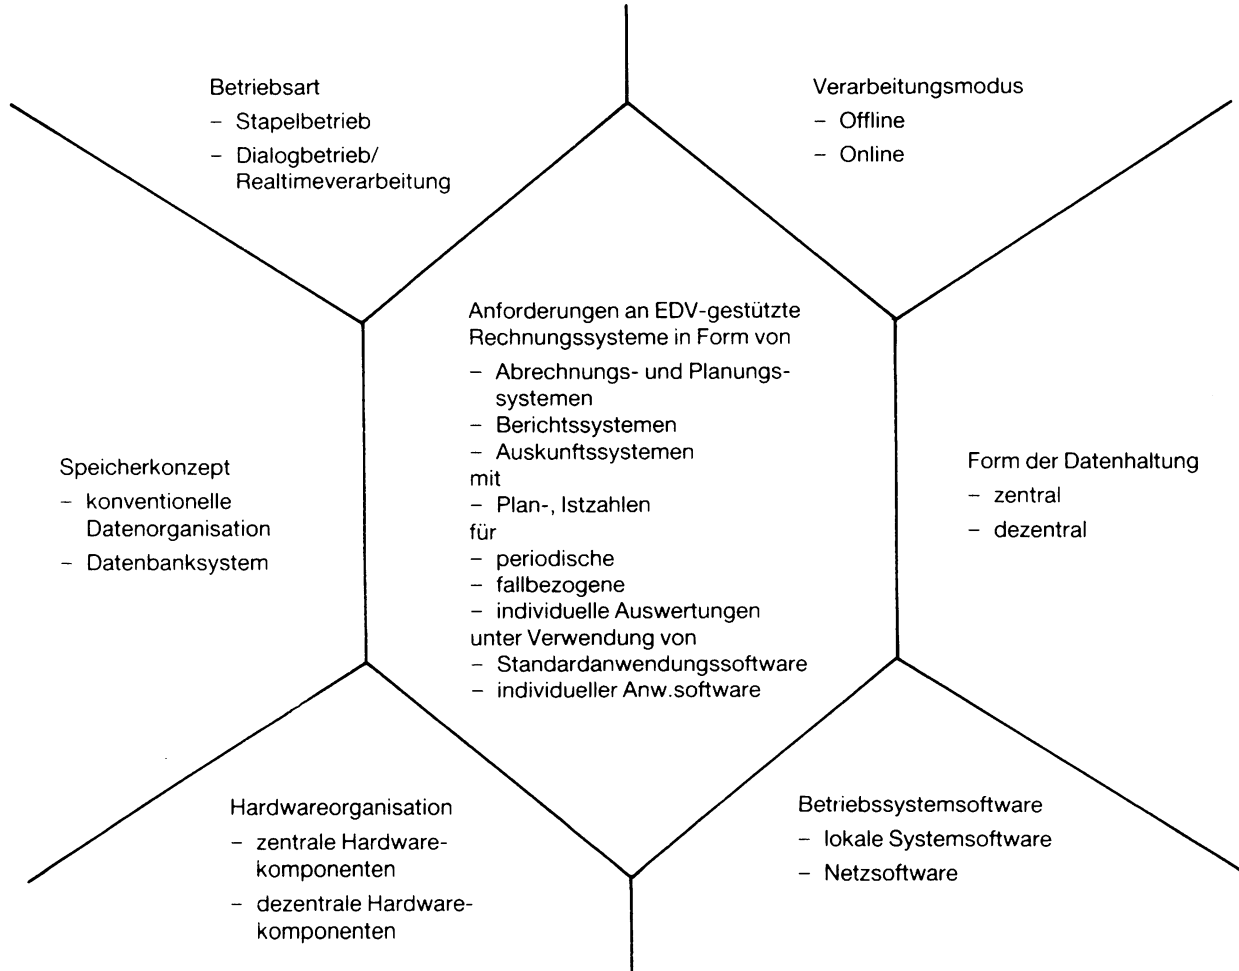 Betriebsart
– Stapelbetrieb
– Dialogbetrieb/
Realtimeverarbeitung
Verarbeitungsmodus
– Offline
– Online
Anforderungen an EDV-gestützte
Rechnungssysteme in Form von
– Abrechnungs- und Planungs-
systemen
– Berichtssystemen
– Auskunftssystemen
mit
– Plan-, Istzahlen
für
– periodische
– fallbezogene
– individuelle Auswertungen
unter Verwendung von
– Standardanwendungssoftware
– individueller Anw.software
Speicherkonzept
– konventionelle
Datenorganisation
– Datenbanksystem
Form der Datenhaltung
– zentral
– dezentral
Hardwareorganisation
– zentrale Hardware-
komponenten
– dezentrale Hardware-
komponenten
Betriebssystemsoftware
– lokale Systemsoftware
– Netzsoftware